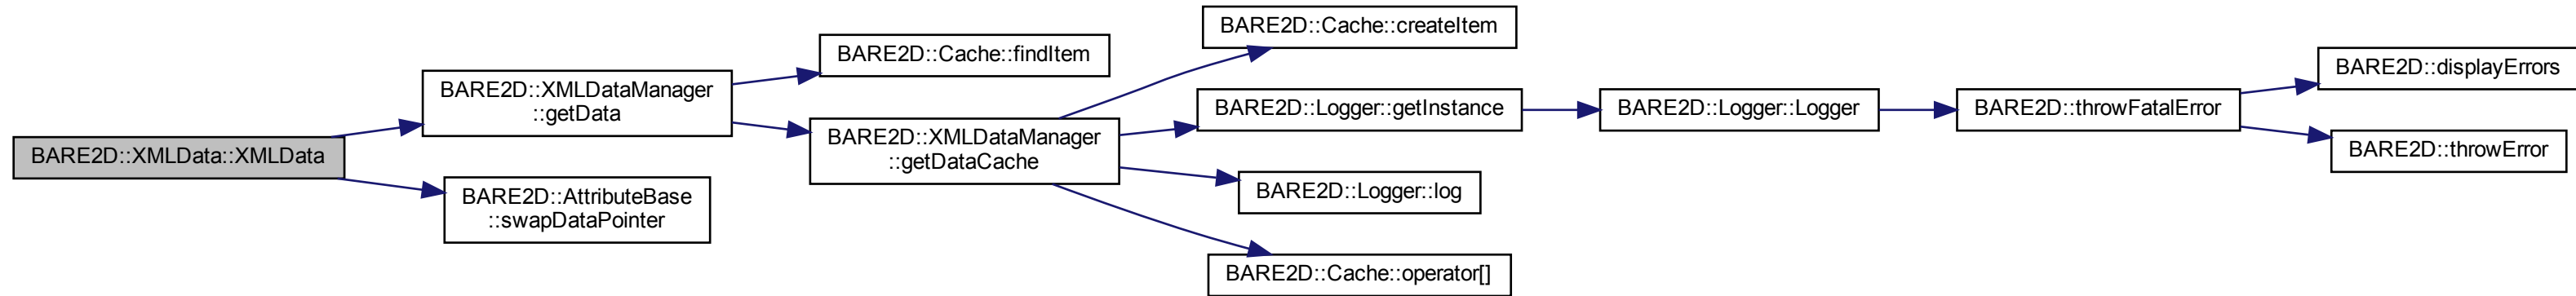 BARE2D::XMLData::XMLData
BARE2D::XMLDataManager
::getData
BARE2D::AttributeBase
::swapDataPointer
BARE2D::Cache::findItem
BARE2D::XMLDataManager
::getDataCache
BARE2D::Cache::createItem
BARE2D::Logger::getInstance
BARE2D::Logger::log
BARE2D::Cache::operator[]
BARE2D::Logger::Logger
BARE2D::throwFatalError
BARE2D::displayErrors
BARE2D::throwError